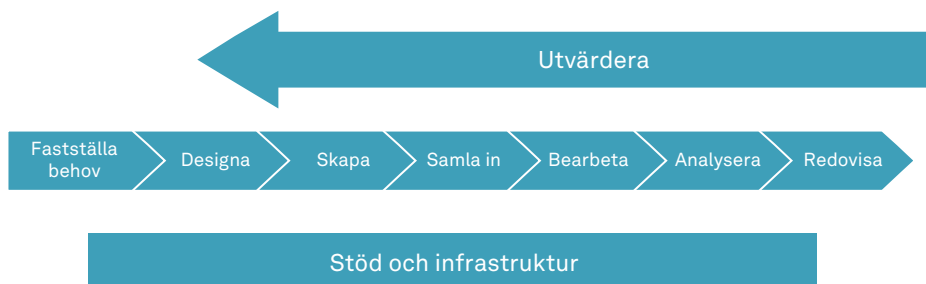 Utvärdera
Fastställa
behov
Designa
Skapa
Samla in
Bearbeta
Analysera
Redovisa
Stöd och infrastruktur